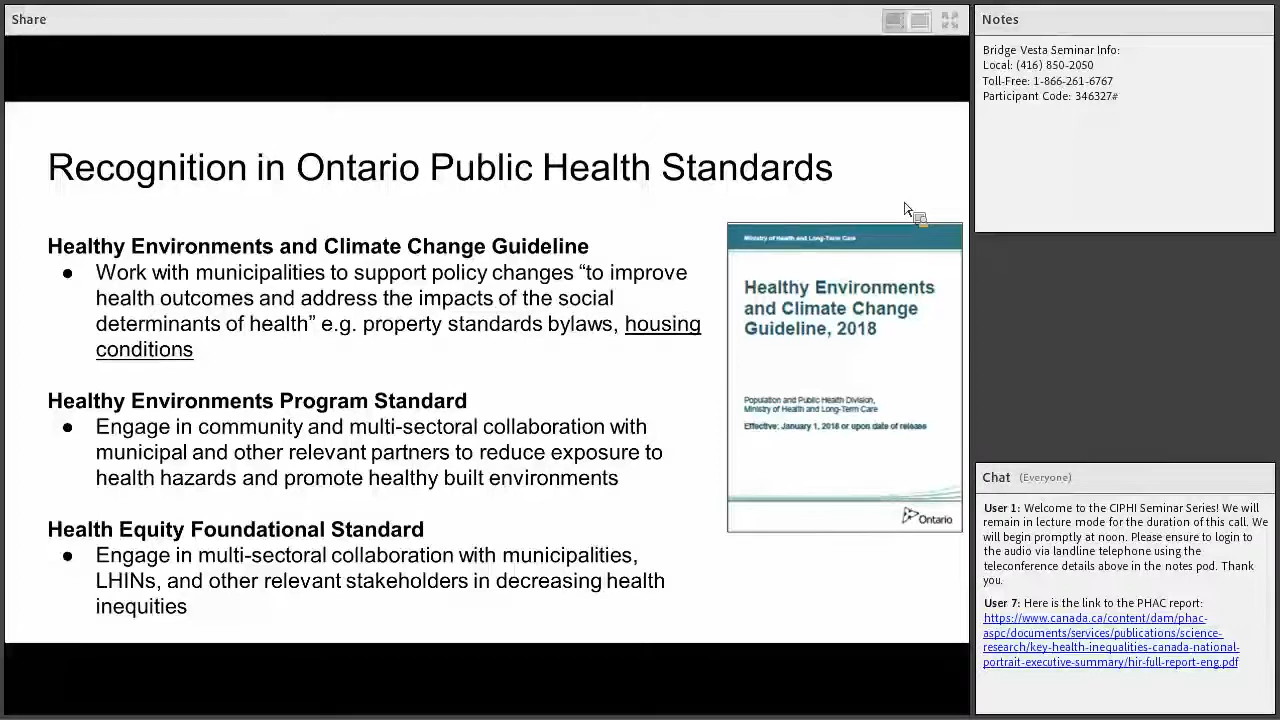 Share
Recognition in Ontario Public Health Standards
Healthy Environments and Climate Change Guideline
● Work with municipalities to support policy changes “to improve
health outcomes and address the impacts of the social
determinants of health” e.g. property standards bylaws, housing
conditions
Healthy Environments Program Standard
● Engage in community and multi-sectoral collaboration with
municipal and other relevant partners to reduce exposure to
health hazards and promote healthy built environments
Health Equity Foundational Standard
● Engage in multi-sectoral collaboration with municipalities,
LHINs, and other relevant stakeholders in decreasing health
inequities
Ministry of Health and Long-Term Care
Healthy Environments
and Climate Change
Guideline, 2018
Population and Public Health Division,
Ministry of Health and Long-Term Care
Effective: January 1, 2018 or upon date of release
Ontario
Notes
Bridge Vesta Seminar Info:
Local: (416) 850-2050
Toll-Free: 1-866-261-6767
Participant Code: 346327#
Chat (Everyone)
User 1: Welcome to the CIPHI Seminar Series! We will
remain in lecture mode for the duration of this call. We
will begin promptly at noon. Please ensure to login to
the audio via landline telephone using the
teleconference details above in the notes pod. Thank
you.
User 7: Here is the link to the PHAC report:
https://www.canada.ca/content/dam/phac-
aspc/documents/services/publications/science-
research/key-health-inequalities-canada-national-
portrait-executive-summary/hir-full-report-eng.pdf